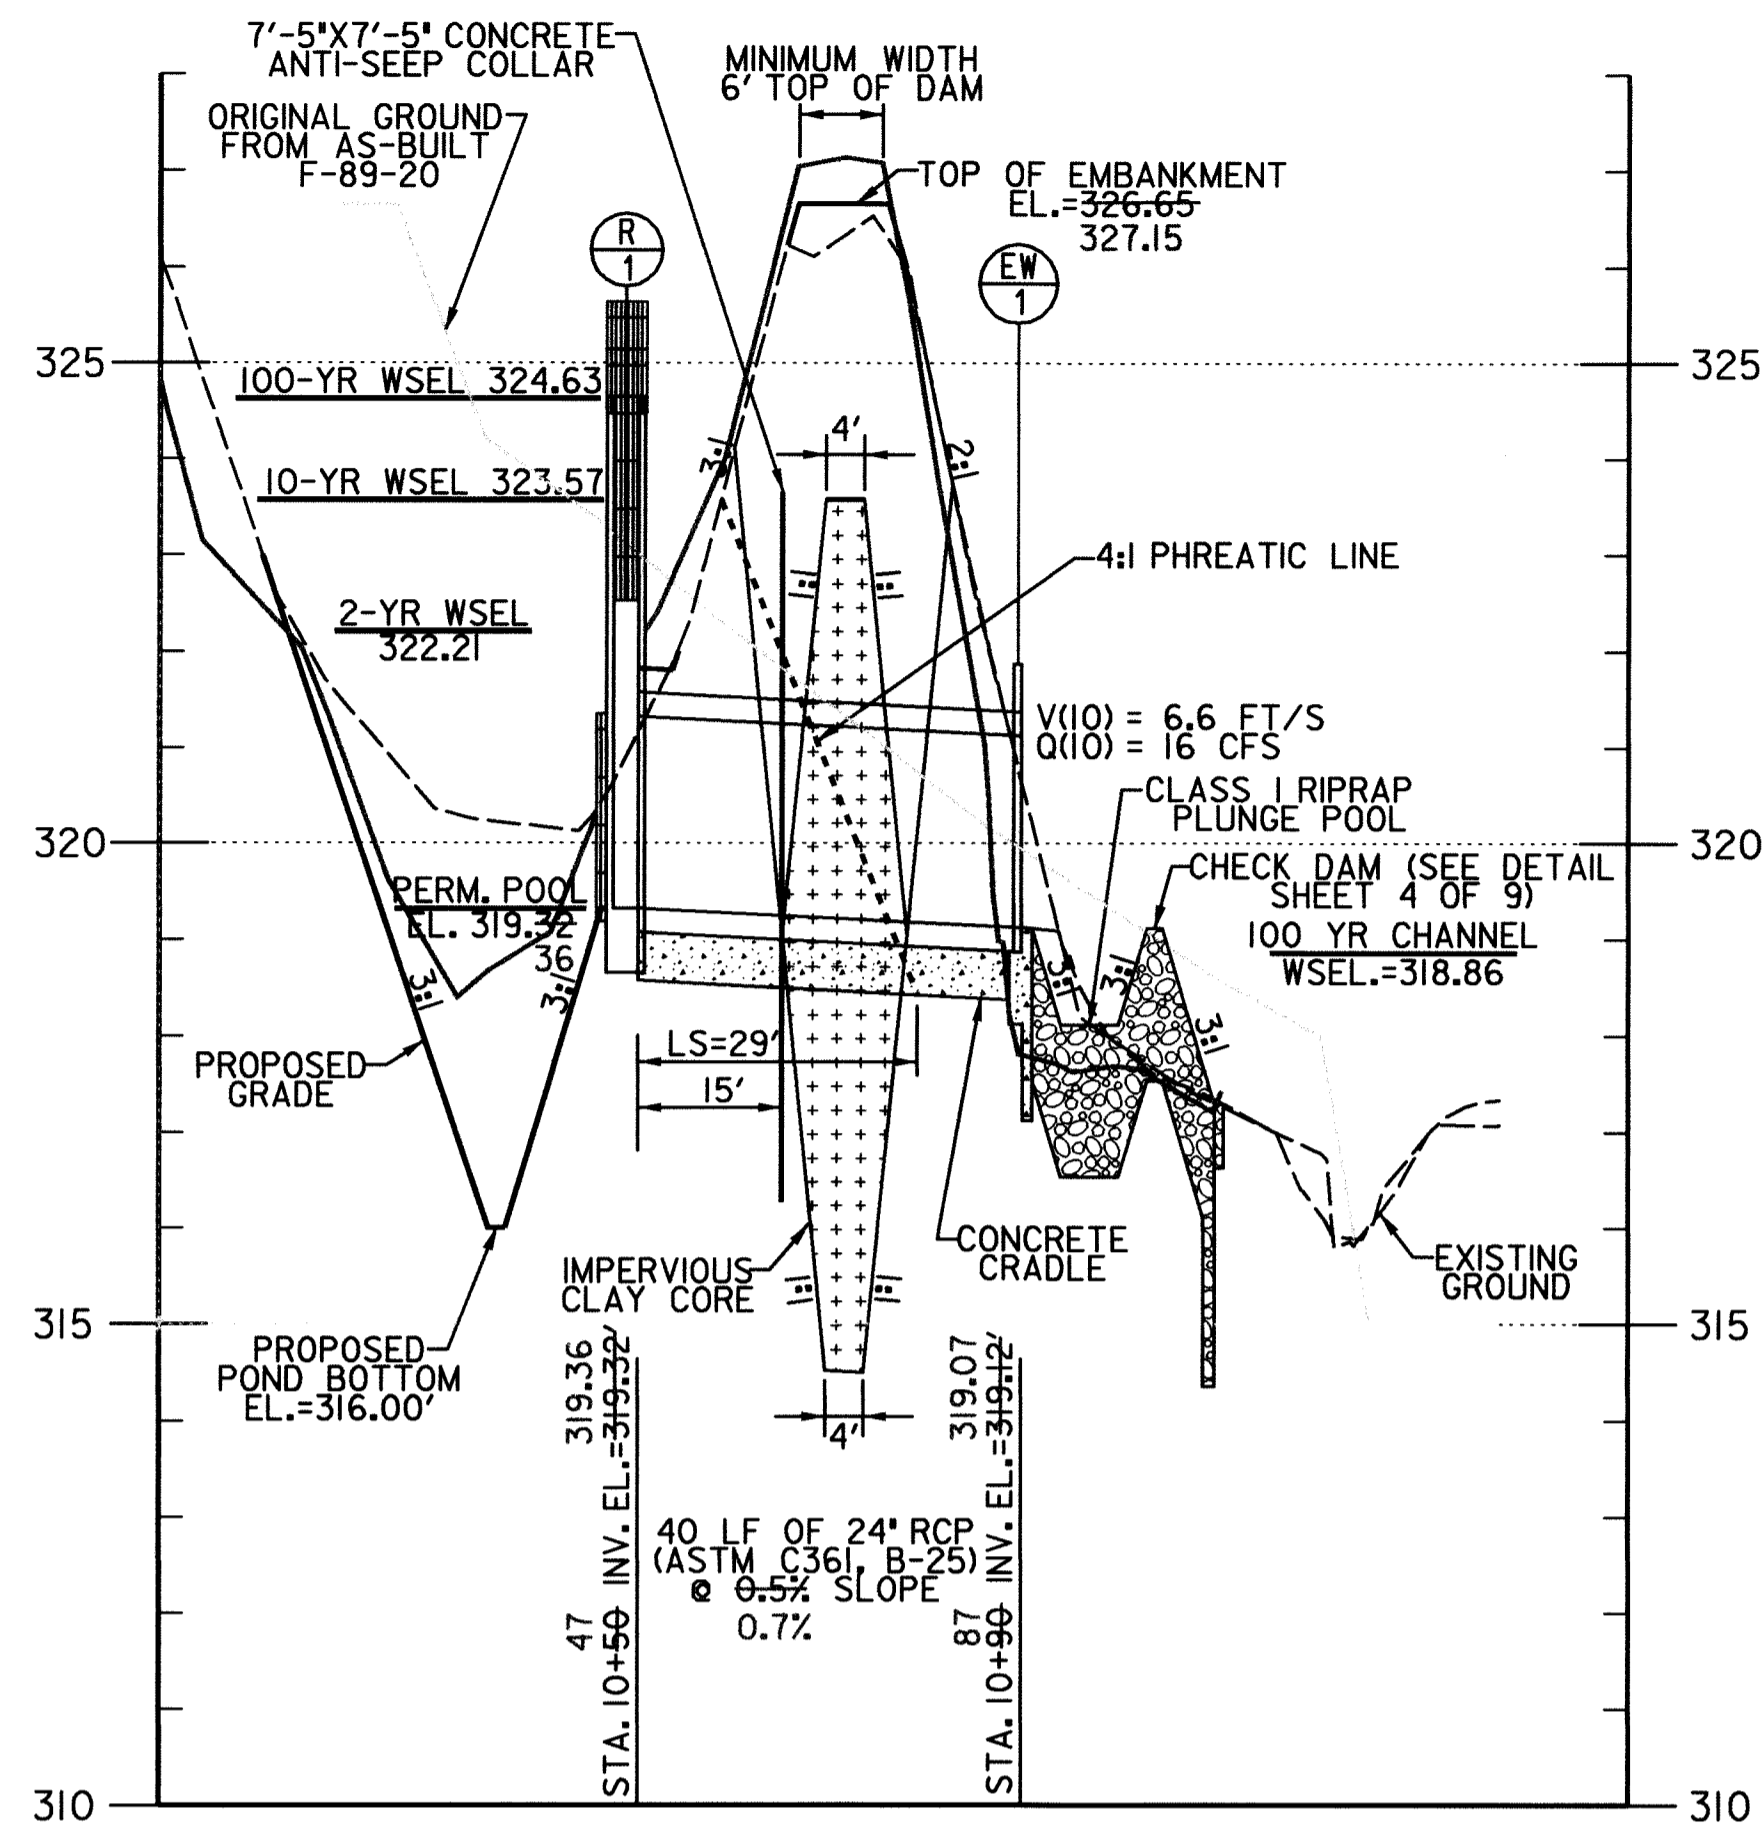 7'-5"X7'-5" CONCRETE
ANTI-SEEP COLLAR
MINIMUM WIDTH
6' TOP OF DAM
ORIGINAL GROUND
FROM AS-BUILT
F-89-20
TOP OF EMBANKMENT
EL.=326.65
327.15
R
1
EW
1
325
325
100-YR WSEL 324.63
10-YR WSEL 323.57
2-YR WSEL
322.21
3:1
4'
2:1
4:1 PHREATIC LINE
V(10) = 6.6 FT/S
Q(10) = 16 CFS
CLASS 1 RIPRAP
PLUNGE POOL
320
320
CHECK DAM (SEE DETAIL
SHEET 4 OF 9)
100 YR CHANNEL
WSEL.=318.86
PERM. POOL
EL. 319.32
36
3:1
3:1
3:1
3:1
3:1
LS=29'
15'
PROPOSED
GRADE
CONCRETE
CRADLE
IMPERVIOUS
CLAY CORE
EXISTING
GROUND
315
315
PROPOSED
POND BOTTOM
EL.=316.00'
4'
47 319.36
STA. 10+50 INV. EL.=319.32'
87 319.07
STA. 10+90 INV. EL.=319.12'
40 LF OF 24" RCP
(ASTM C361, B-25)
@ 0.5% SLOPE
0.7%
310
310